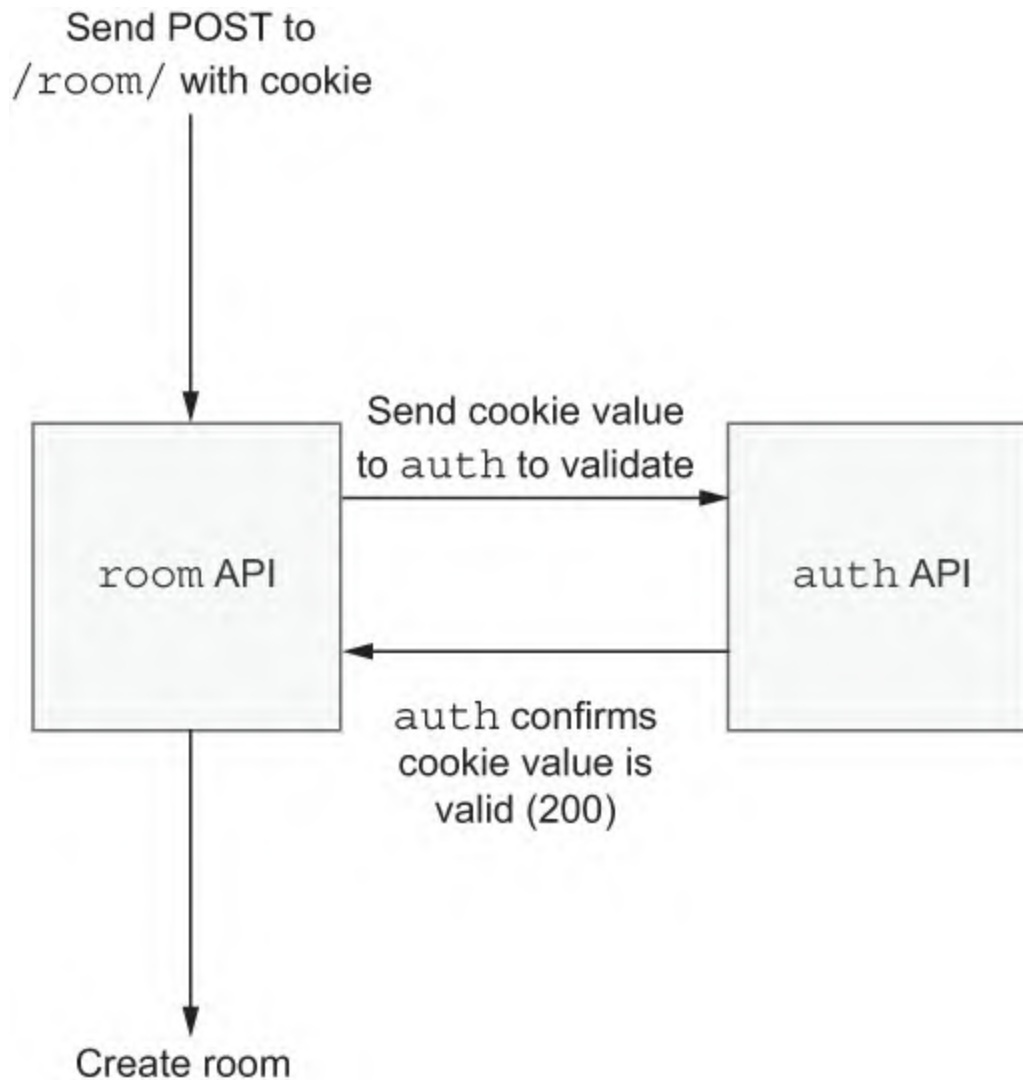 Send POST to
/room/ with cookie
Send cookie value
to auth to validate
room API
auth API
auth confirms
cookie value is
valid (200)
Create room